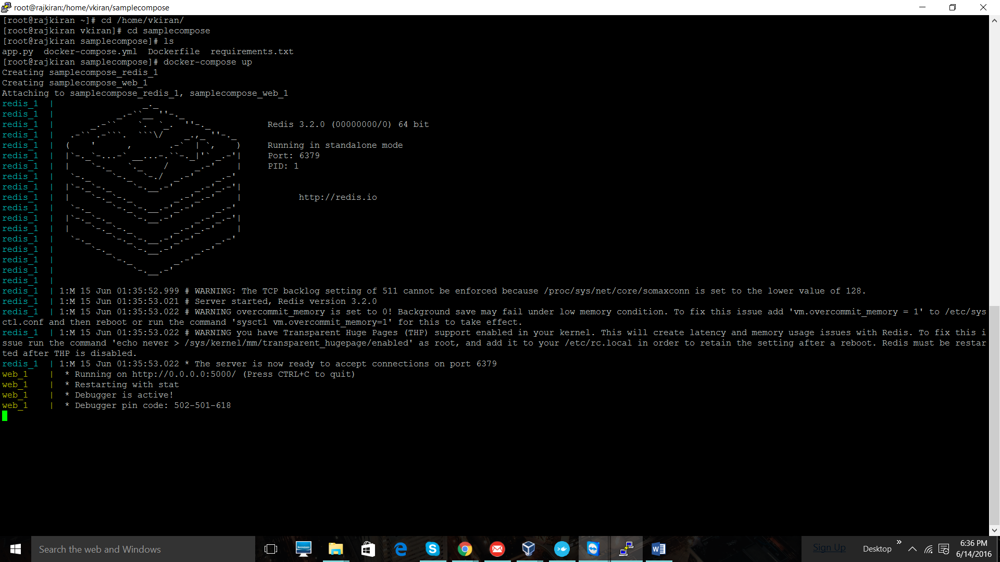 root@rajkiran:/home/vkiran/samplecompose
[root@rajkiran ~]# cd /home/vkiran/
[root@rajkiran vkiran]# cd samplecompose
[root@rajkiran samplecompose]# ls
app.py  docker-compose.yml  Dockerfile  requirements.txt
[root@rajkiran samplecompose]# docker-compose up
Creating samplecompose_redis_1
Creating samplecompose_web_1
Attaching to samplecompose_redis_1, samplecompose_web_1
redis_1  |                 _._
redis_1  |            _.-``__ ''-._
redis_1  |       _.-``    `.  `_.  ''-._           Redis 3.2.0 (00000000/0) 64 bit
redis_1  |   .-`` .-```.  ```\/    _.,_ ''-._
redis_1  |  (    '      ,       .-`  | `,    )     Running in standalone mode
redis_1  |  |`-._`-...-` __...-.``-._|'` _.-'|     Port: 6379
redis_1  |  |    `-._   `._    /     _.-'    |     PID: 1
redis_1  |   `-._    `-._  `-./  _.-'    _.-'
redis_1  |  |`-._`-._    `-.__.-'    _.-'_.-'|
redis_1  |  |    `-._`-._        _.-'_.-'    |           http://redis.io
redis_1  |   `-._    `-._`-.__.-'_.-'    _.-'
redis_1  |  |`-._`-._    `-.__.-'    _.-'_.-'|
redis_1  |  |    `-._`-._        _.-'_.-'    |
redis_1  |   `-._    `-._`-.__.-'_.-'    _.-'
redis_1  |       `-._    `-.__.-'    _.-'
redis_1  |           `-._        _.-'
redis_1  |               `-.__.-'
redis_1  |
redis_1  | 1:M 15 Jun 01:35:52.999 # WARNING: The TCP backlog setting of 511 cannot be enforced because /proc/sys/net/core/somaxconn is set to the lower value of 128.
redis_1  | 1:M 15 Jun 01:35:53.021 # Server started, Redis version 3.2.0
redis_1  | 1:M 15 Jun 01:35:53.022 # WARNING overcommit_memory is set to 0! Background save may fail under low memory condition. To fix this issue add 'vm.overcommit_memory = 1' to /etc/sys
ctl.conf and then reboot or run the command 'sysctl vm.overcommit_memory=1' for this to take effect.
redis_1  | 1:M 15 Jun 01:35:53.022 # WARNING you have Transparent Huge Pages (THP) support enabled in your kernel. This will create latency and memory usage issues with Redis. To fix this i
ssue run the command 'echo never > /sys/kernel/mm/transparent_hugepage/enabled' as root, and add it to your /etc/rc.local in order to retain the setting after a reboot. Redis must be restar
ted after THP is disabled.
redis_1  | 1:M 15 Jun 01:35:53.022 * The server is now ready to accept connections on port 6379
web_1    |  * Running on http://0.0.0.0:5000/ (Press CTRL+C to quit)
web_1    |  * Restarting with stat
web_1    |  * Debugger is active!
web_1    |  * Debugger pin code: 502-501-618
Search the web and Windows
Sign Up
Desktop
6:36 PM
6/14/2016